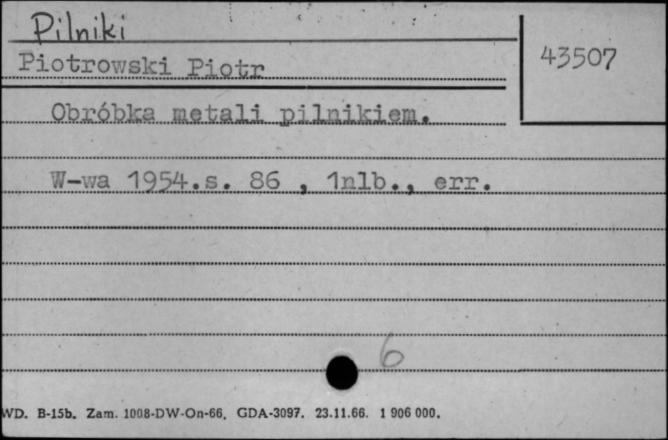 Pilniki
43507
Piotrowski Piotr
Obróbka metali pilnikiem.
W-wa 1954.s. 86 , 1nlb., err.
6
WD. B-15b. Zam. 1008-DW-On-66. GDA-3097. 23.11.66. 1 906 000.